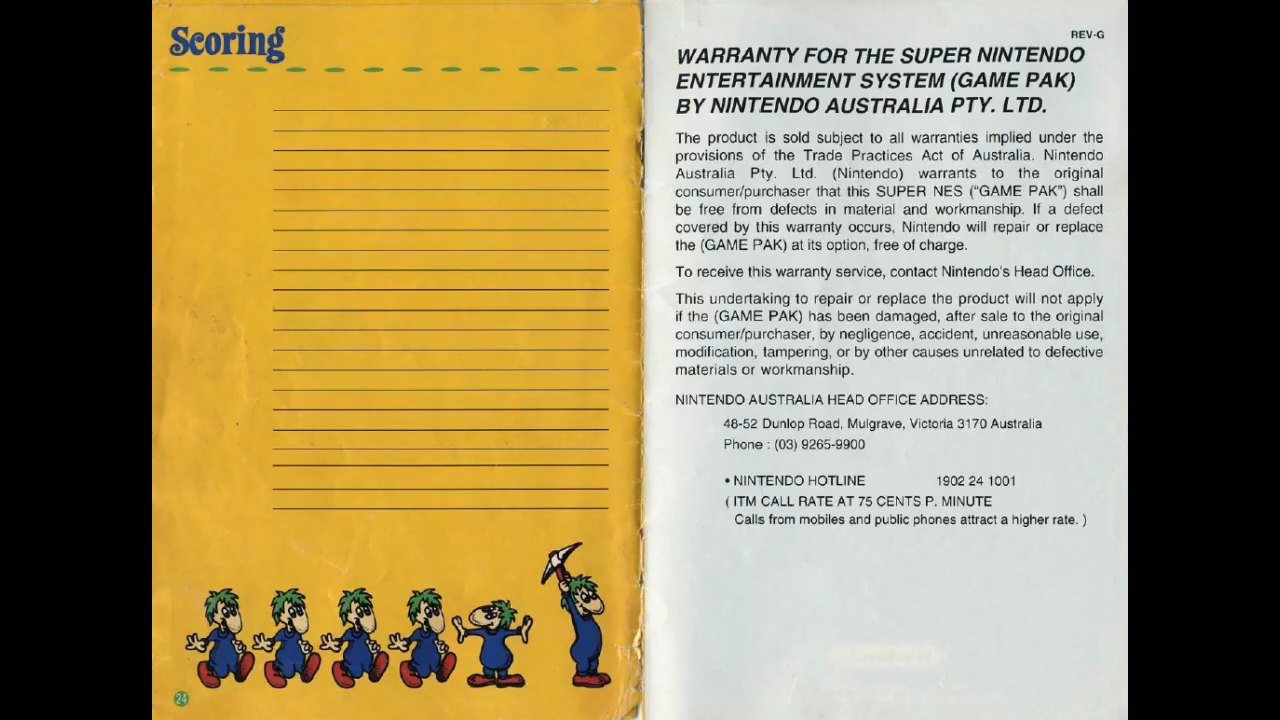 Scoring
24
REV-G
WARRANTY FOR THE SUPER NINTENDO
ENTERTAINMENT SYSTEM (GAME PAK)
BY NINTENDO AUSTRALIA PTY. LTD.
The product is sold subject to all warranties implied under the
provisions of the Trade Practices Act of Australia. Nintendo
Australia Pty. Ltd. (Nintendo) warrants to the original
consumer/purchaser that this SUPER NES (“GAME PAK”) shall
be free from defects in material and workmanship. If a defect
covered by this warranty occurs, Nintendo will repair or replace
the (GAME PAK) at its option, free of charge.
To receive this warranty service, contact Nintendo's Head Office.
This undertaking to repair or replace the product will not apply
if the (GAME PAK) has been damaged, after sale to the original
consumer/purchaser, by negligence, accident, unreasonable use,
modification, tampering, or by other causes unrelated to defective
materials or workmanship.
NINTENDO AUSTRALIA HEAD OFFICE ADDRESS:
48-52 Dunlop Road, Mulgrave, Victoria 3170 Australia
Phone : (03) 9265-9900
• NINTENDO HOTLINE 1902 24 1001
( ITM CALL RATE AT 75 CENTS P. MINUTE
Calls from mobiles and public phones attract a higher rate. )